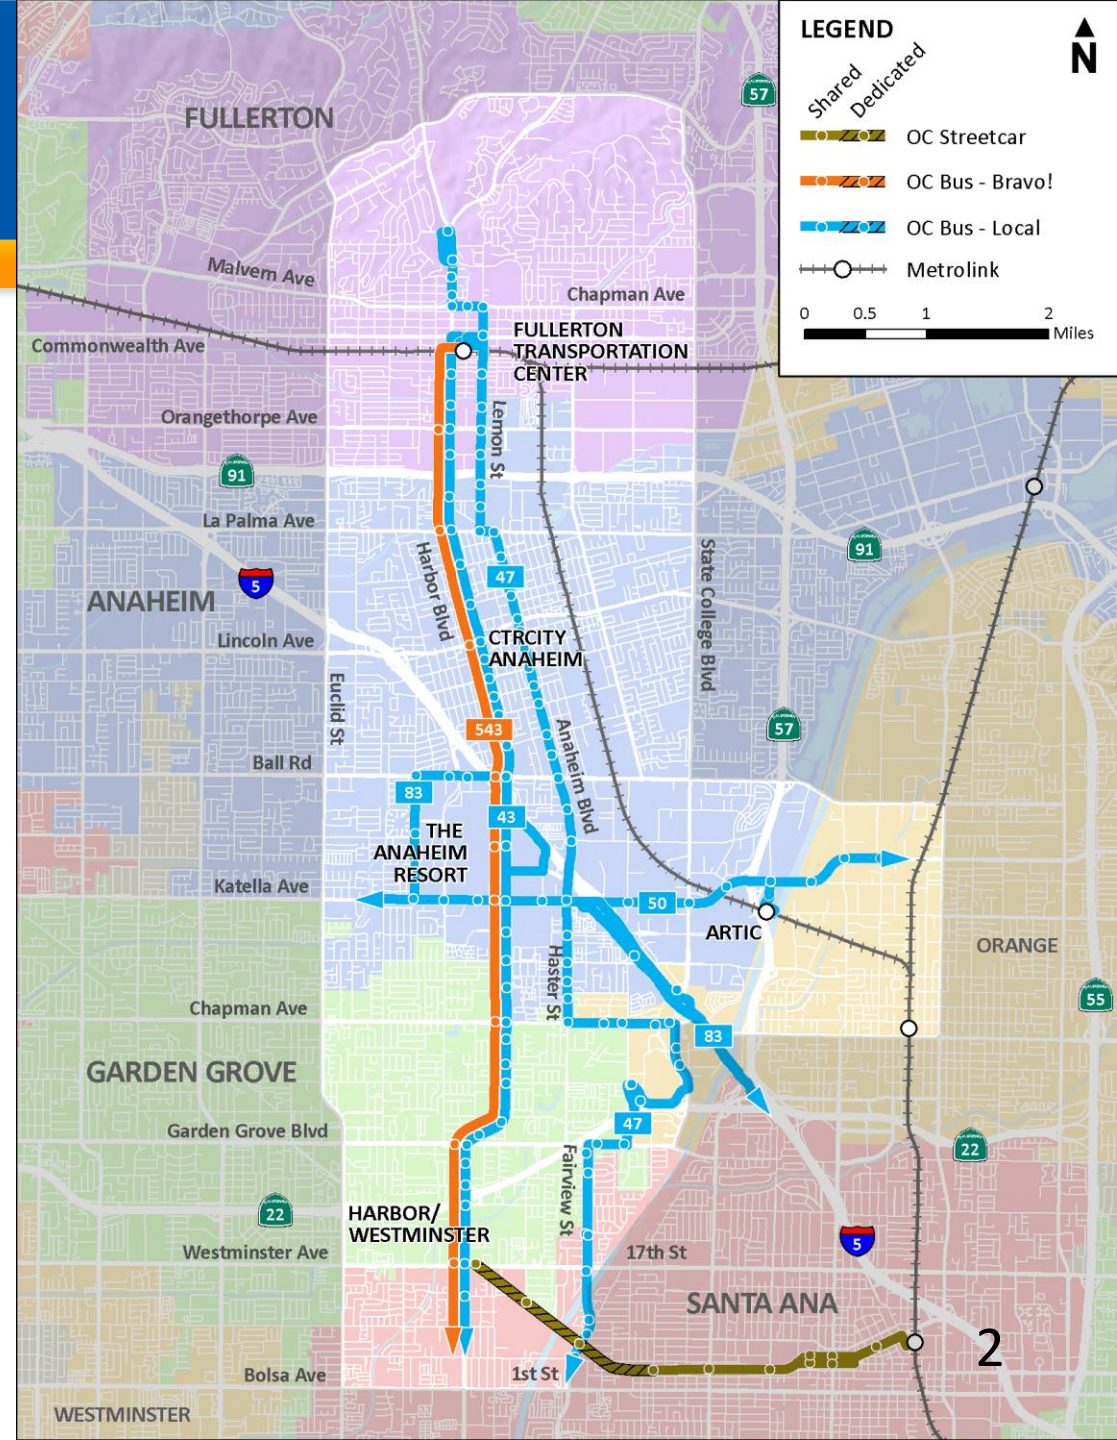 LEGEND
N
Shared
Dedicated
OC Streetcar
OC Bus - Bravo!
OC Bus - Local
Metrolink
0 0.5 1 2
Miles
57
FULLERTON
Malvern Ave
Chapman Ave
FULLERTON
TRANSPORTATION
CENTER
Commonwealth Ave
Orangethorpe Ave
Lemon St
91
La Palma Ave
Harbor Blvd
State College Blvd
91
5
47
ANAHEIM
Lincoln Ave
CTRCITY
ANAHEIM
Euclid St
543
57
Anaheim Blvd
Ball Rd
83
43
THE
ANAHEIM
RESORT
Katella Ave
50
ARTIC
ORANGE
Haster St
55
Chapman Ave
83
GARDEN GROVE
47
Garden Grove Blvd
22
Fairview St
22
HARBOR/
WESTMINSTER
Westminster Ave
17th St
5
SANTA ANA
2
Bolsa Ave
1st St
WESTMINSTER